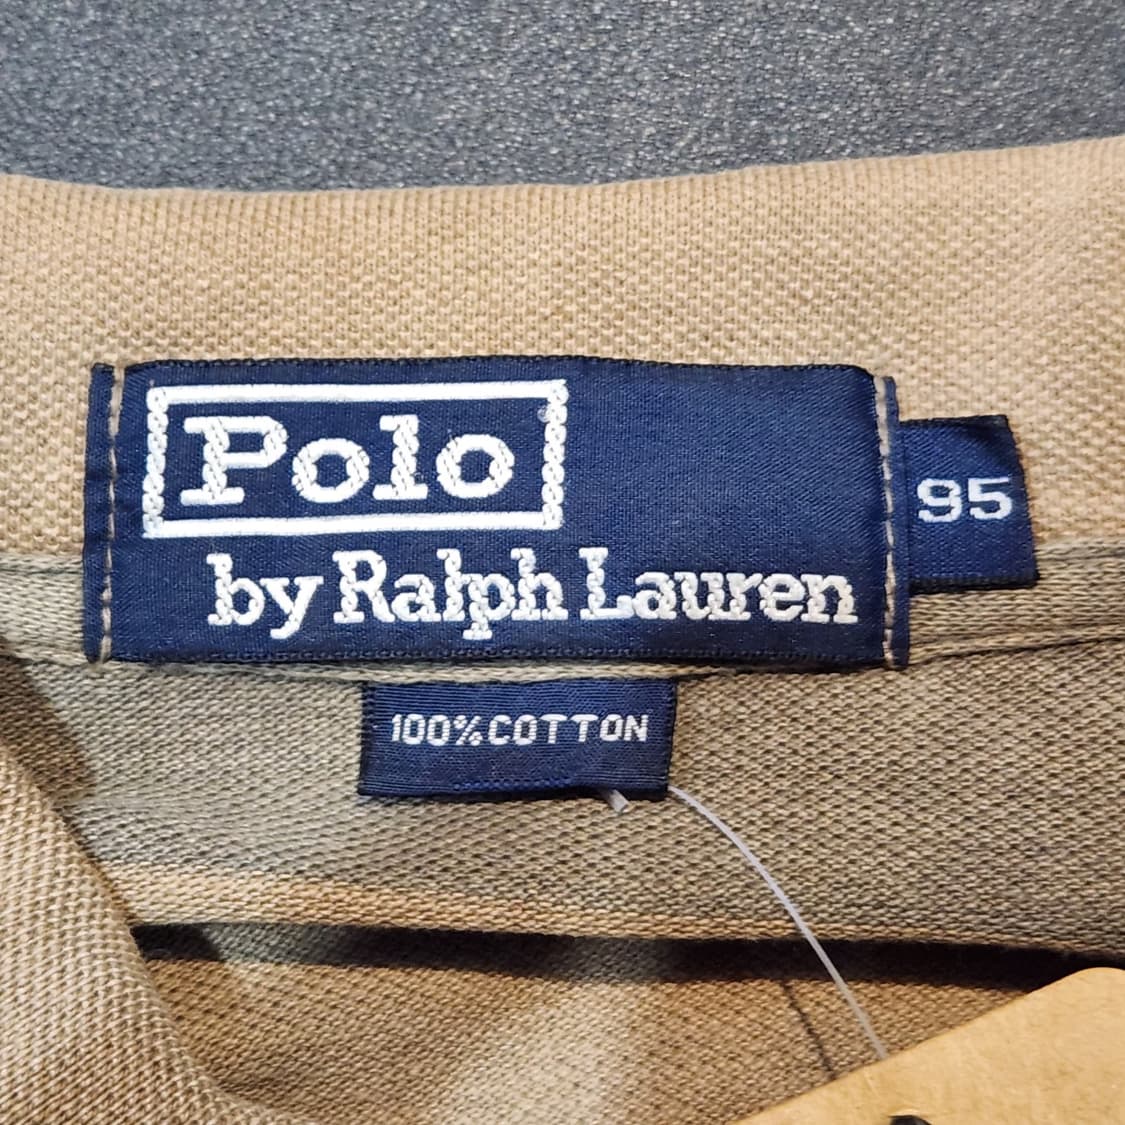 Polo
by Ralph Lauren
95
100% COTTON